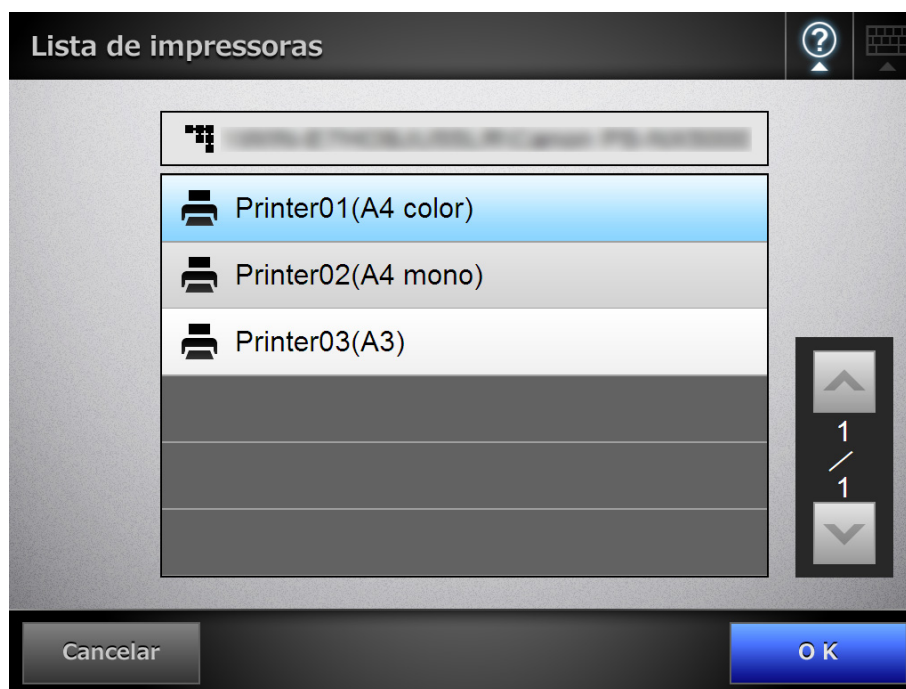 Lista de impressoras
?
Printer01(A4 color)
Printer02(A4 mono)
Printer03(A3)
1
/
1
Cancelar
OK